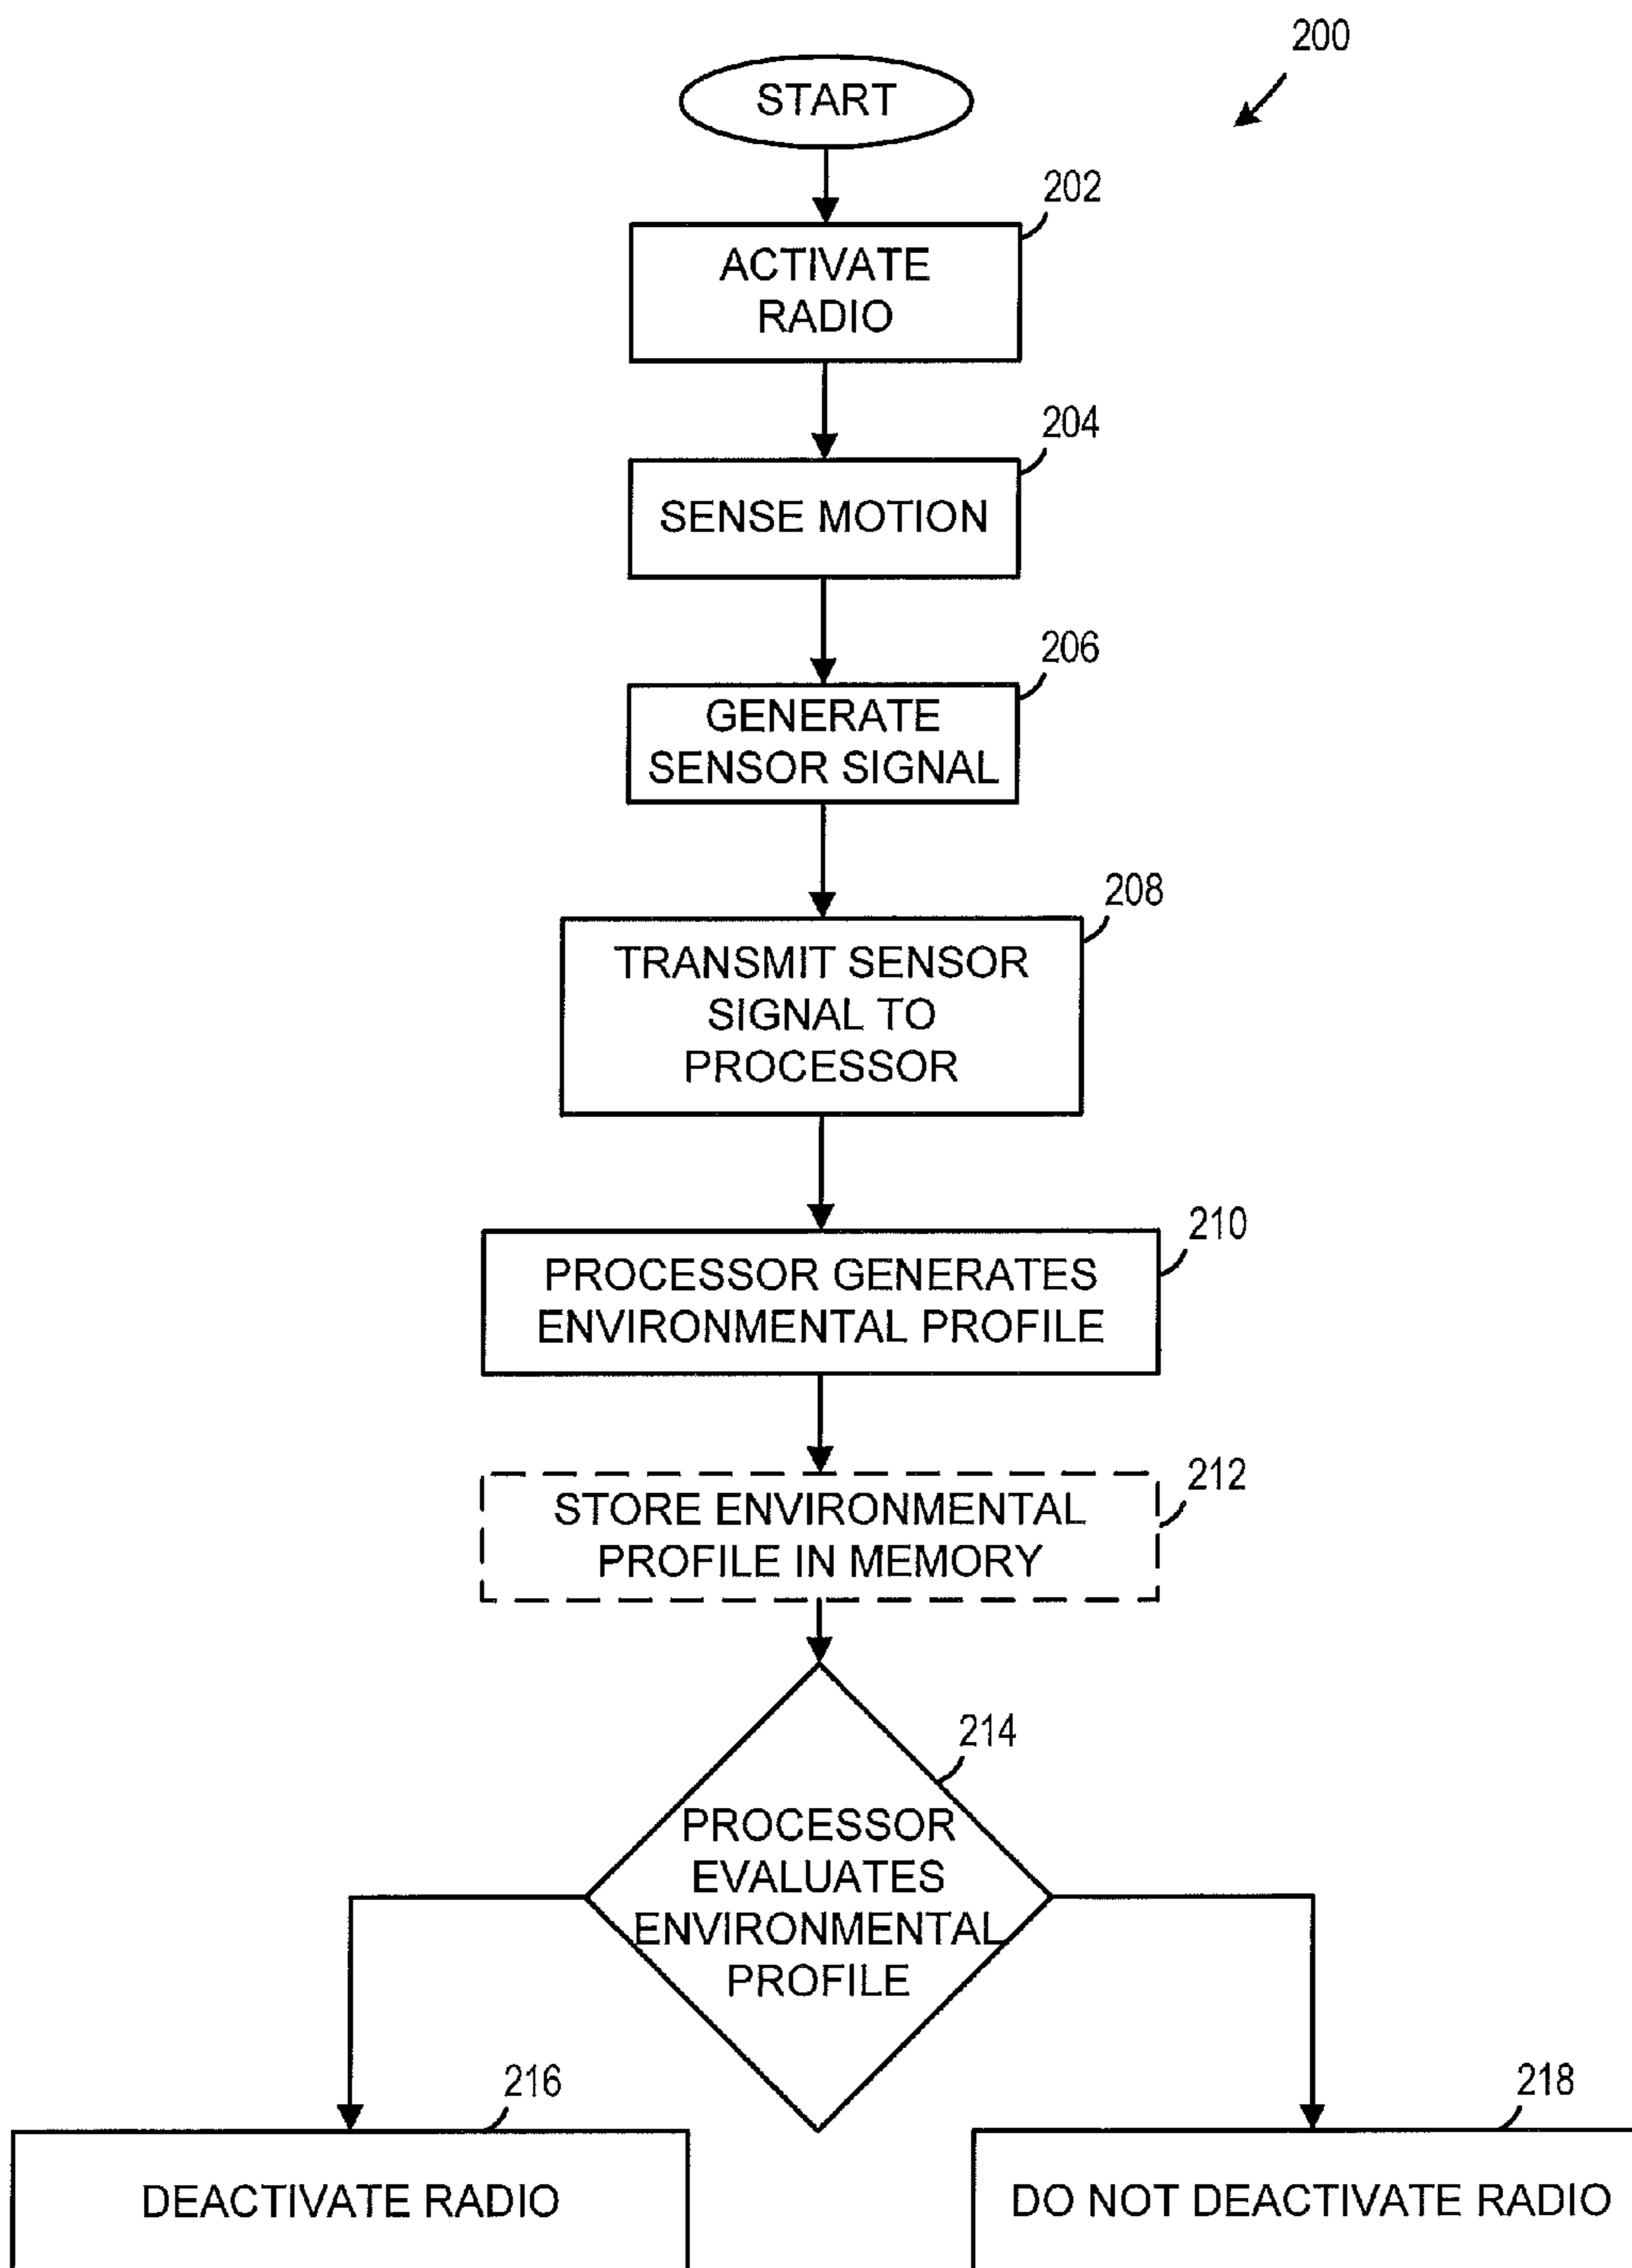 200
START
202
ACTIVATE
RADIO
204
SENSE MOTION
206
GENERATE
SENSOR SIGNAL
208
TRANSMIT SENSOR
SIGNAL TO
PROCESSOR
210
PROCESSOR GENERATES
ENVIRONMENTAL PROFILE
212
STORE ENVIRONMENTAL
PROFILE IN MEMORY
214
PROCESSOR
EVALUATES
ENVIRONMENTAL
PROFILE
216
DEACTIVATE RADIO
218
DO NOT DEACTIVATE RADIO